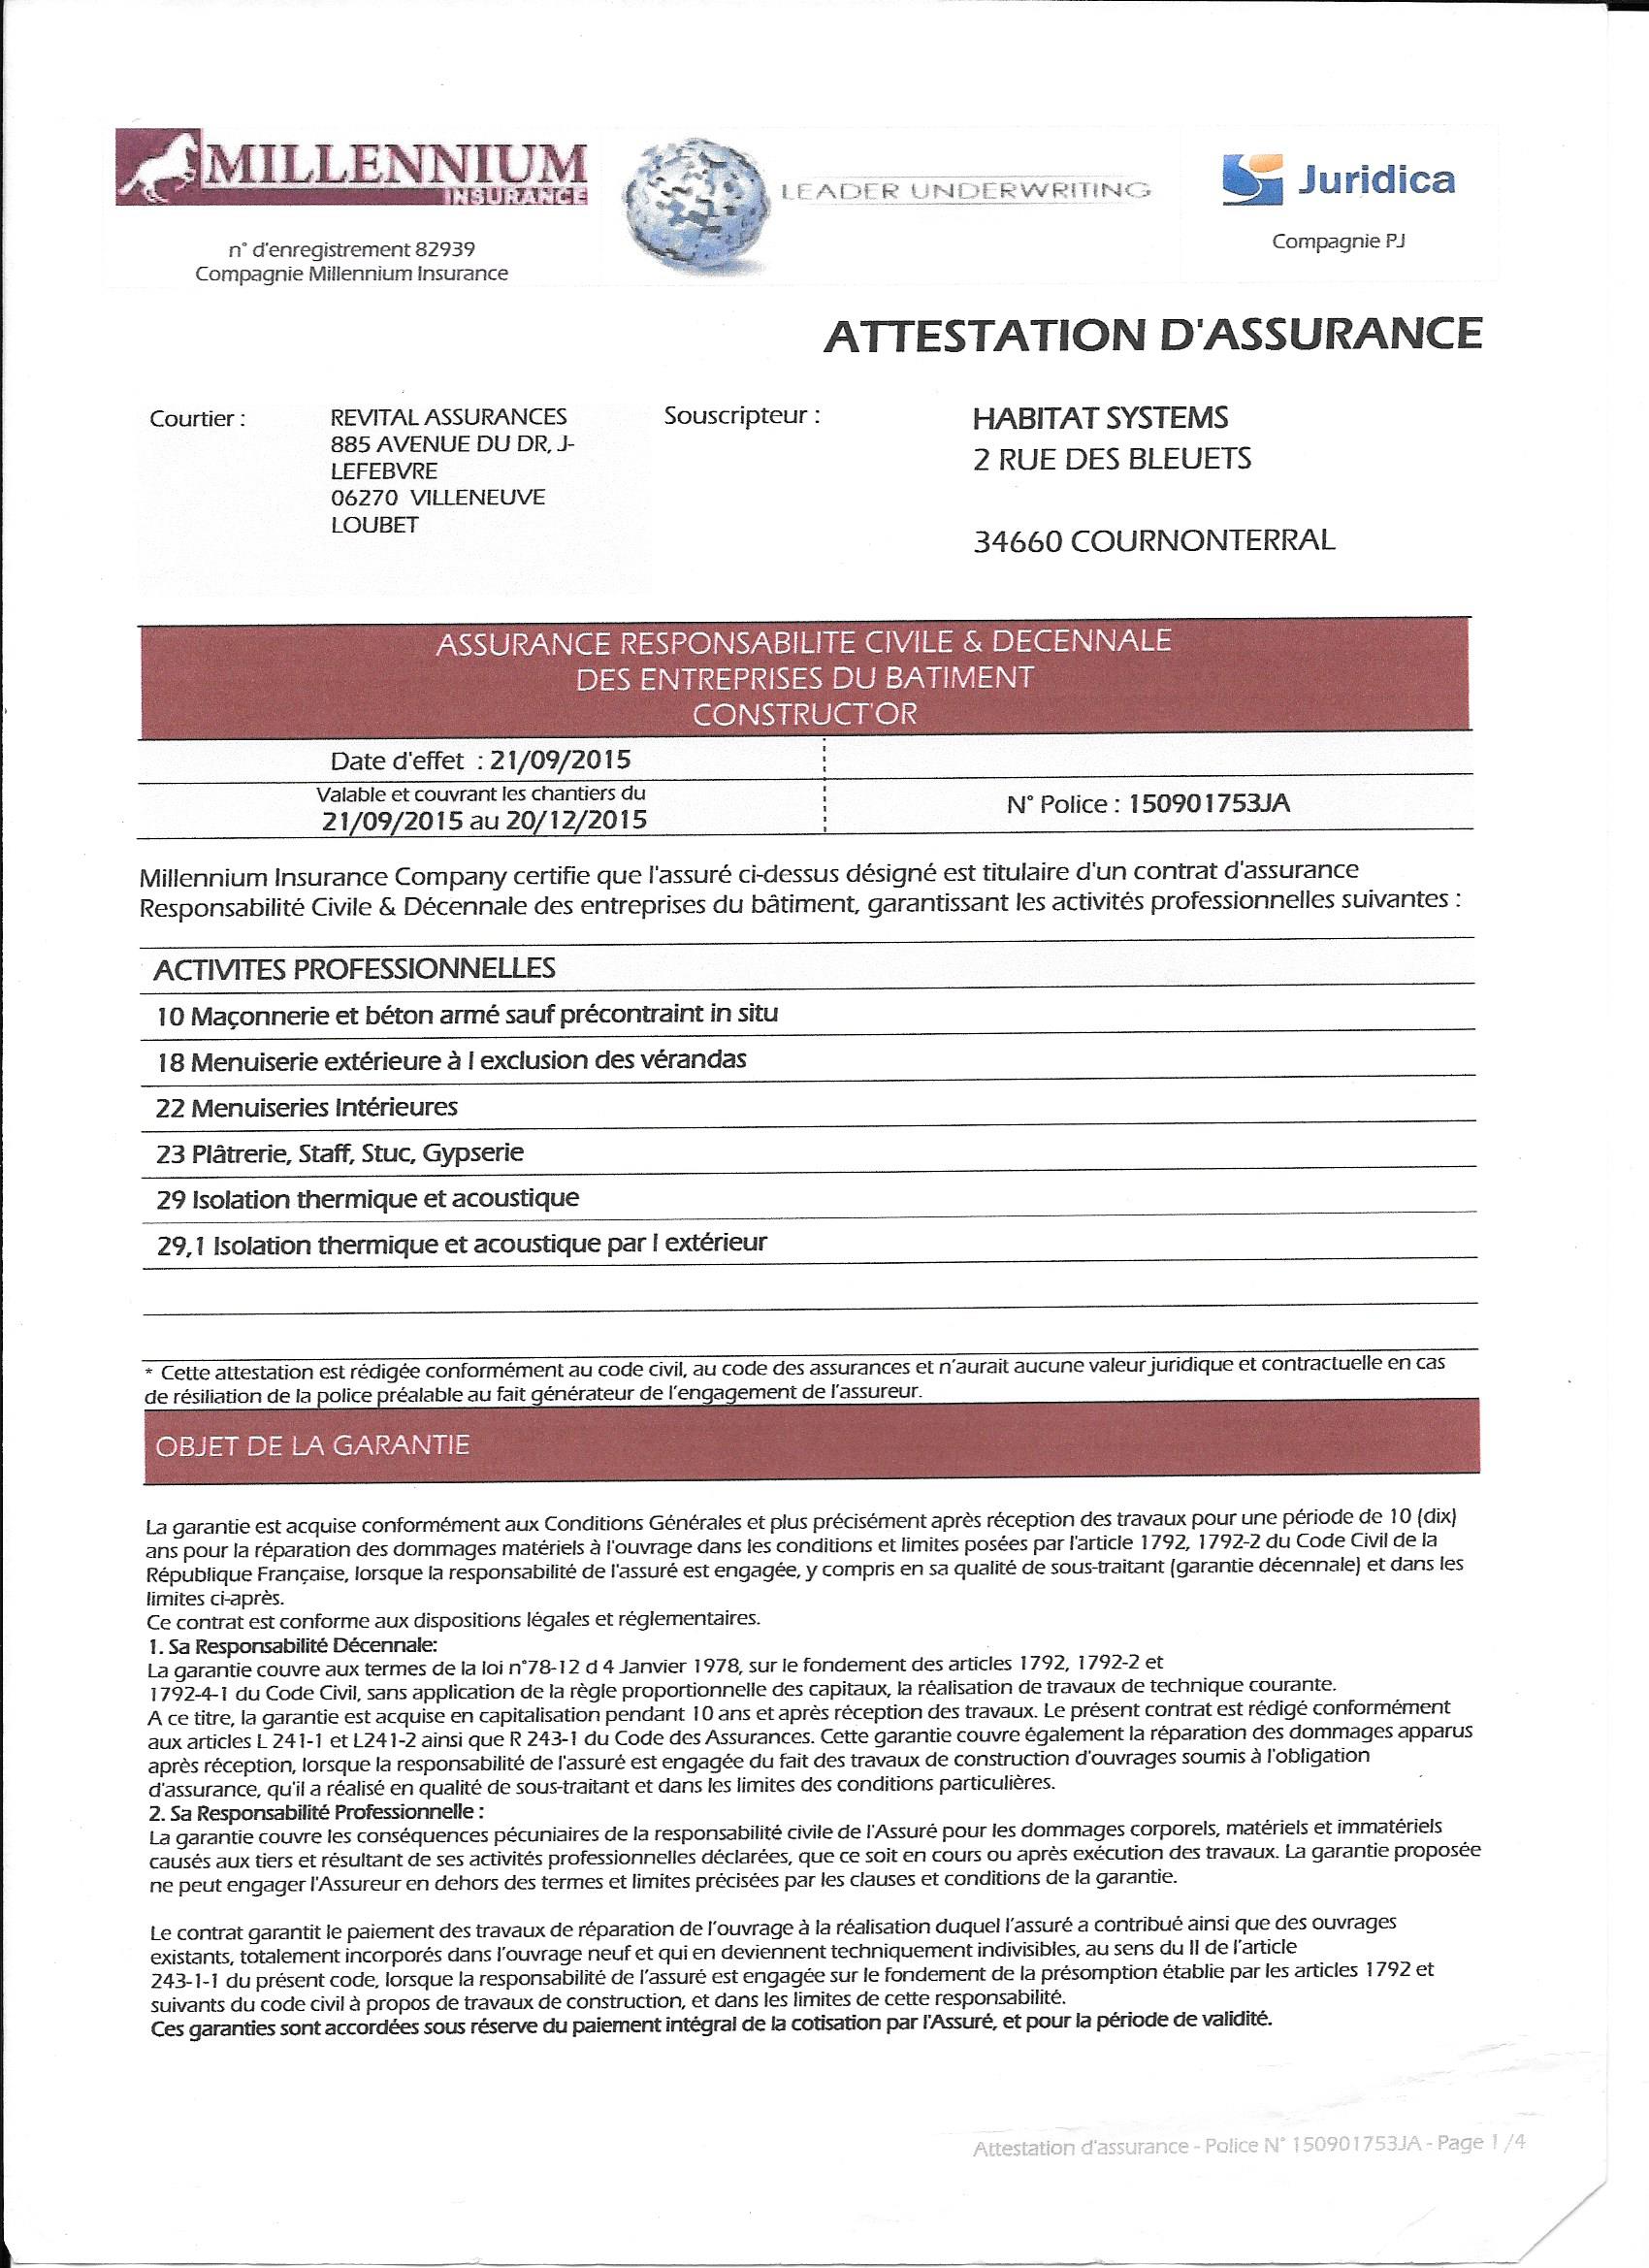 MILLENNIUM
INSURANCE
n° d'enregistrement 82939
Compagnie Millennium Insurance
LEADER UNDERWRITING
Juridica
Compagnie PJ
ATTESTATION D'ASSURANCE
Courtier :
REVITAL ASSURANCES
885 AVENUE DU DR, J-
LEFEBVRE
06270 VILLENEUVE
LOUBET
Souscripteur :
HABITAT SYSTEMS
2 RUE DES BLEUETS
34660 COURNONTERRAL
ASSURANCE RESPONSABILITE CIVILE & DECENNALE
DES ENTREPRISES DU BATIMENT
CONSTRUCT'OR
Date d'effet : 21/09/2015
Valable et couvrant les chantiers du
21/09/2015 au 20/12/2015
N° Police : 150901753JA
Millennium Insurance Company certifie que l'assuré ci-dessus désigné est titulaire d'un contrat d'assurance
Responsabilité Civile & Décennale des entreprises du bâtiment, garantissant les activités professionnelles suivantes :
ACTIVITES PROFESSIONNELLES
10 Maçonnerie et béton armé sauf précontraint in situ
18 Menuiserie extérieure à l exclusion des vérandas
22 Menuiseries Intérieures
23 Plâtrerie, Staff, Stuc, Gypserie
29 Isolation thermique et acoustique
29,1 Isolation thermique et acoustique par l extérieur
* Cette attestation est rédigée conformément au code civil, au code des assurances et n'aurait aucune valeur juridique et contractuelle en cas
de résiliation de la police préalable au fait générateur de l'engagement de l'assureur.
OBJET DE LA GARANTIE
La garantie est acquise conformément aux Conditions Générales et plus précisément après réception des travaux pour une période de 10 (dix)
ans pour la réparation des dommages matériels à l'ouvrage dans les conditions et limites posées par l'article 1792, 1792-2 du Code Civil de la
République Française, lorsque la responsabilité de l'assuré est engagée, y compris en sa qualité de sous-traitant (garantie décennale) et dans les
limites ci-après.
Ce contrat est conforme aux dispositions légales et réglementaires.
1. Sa Responsabilité Décennale:
La garantie couvre aux termes de la loi n°78-12 d 4 Janvier 1978, sur le fondement des articles 1792, 1792-2 et
1792-4-1 du Code Civil, sans application de la règle proportionnelle des capitaux, la réalisation de travaux de technique courante.
A ce titre, la garantie est acquise en capitalisation pendant 10 ans et après réception des travaux. Le présent contrat est rédigé conformément
aux articles L 241-1 et L241-2 ainsi que R 243-1 du Code des Assurances. Cette garantie couvre également la réparation des dommages apparus
après réception, lorsque la responsabilité de l'assuré est engagée du fait des travaux de construction d'ouvrages soumis à l'obligation
d'assurance, qu'il a réalisé en qualité de sous-traitant et dans les limites des conditions particulières.
2. Sa Responsabilité Professionnelle :
La garantie couvre les conséquences pécuniaires de la responsabilité civile de l'Assuré pour les dommages corporels, matériels et immatériels
causés aux tiers et résultant de ses activités professionnelles déclarées, que ce soit en cours ou après exécution des travaux. La garantie proposée
ne peut engager l'Assureur en dehors des termes et limites précisées par les clauses et conditions de la garantie.
Le contrat garantit le paiement des travaux de réparation de l'ouvrage à la réalisation duquel l'assuré a contribué ainsi que des ouvrages
existants, totalement incorporés dans l'ouvrage neuf et qui en deviennent techniquement indivisibles, au sens du II de l'article
243-1-1 du présent code, lorsque la responsabilité de l'assuré est engagée sur le fondement de la présomption établie par les articles 1792 et
suivants du code civil à propos de travaux de construction, et dans les limites de cette responsabilité.
Ces garanties sont accordées sous réserve du paiement intégral de la cotisation par l'Assuré, et pour la période de validité.
Attestation d'assurance - Police N° 150901753JA - Page 1 /4